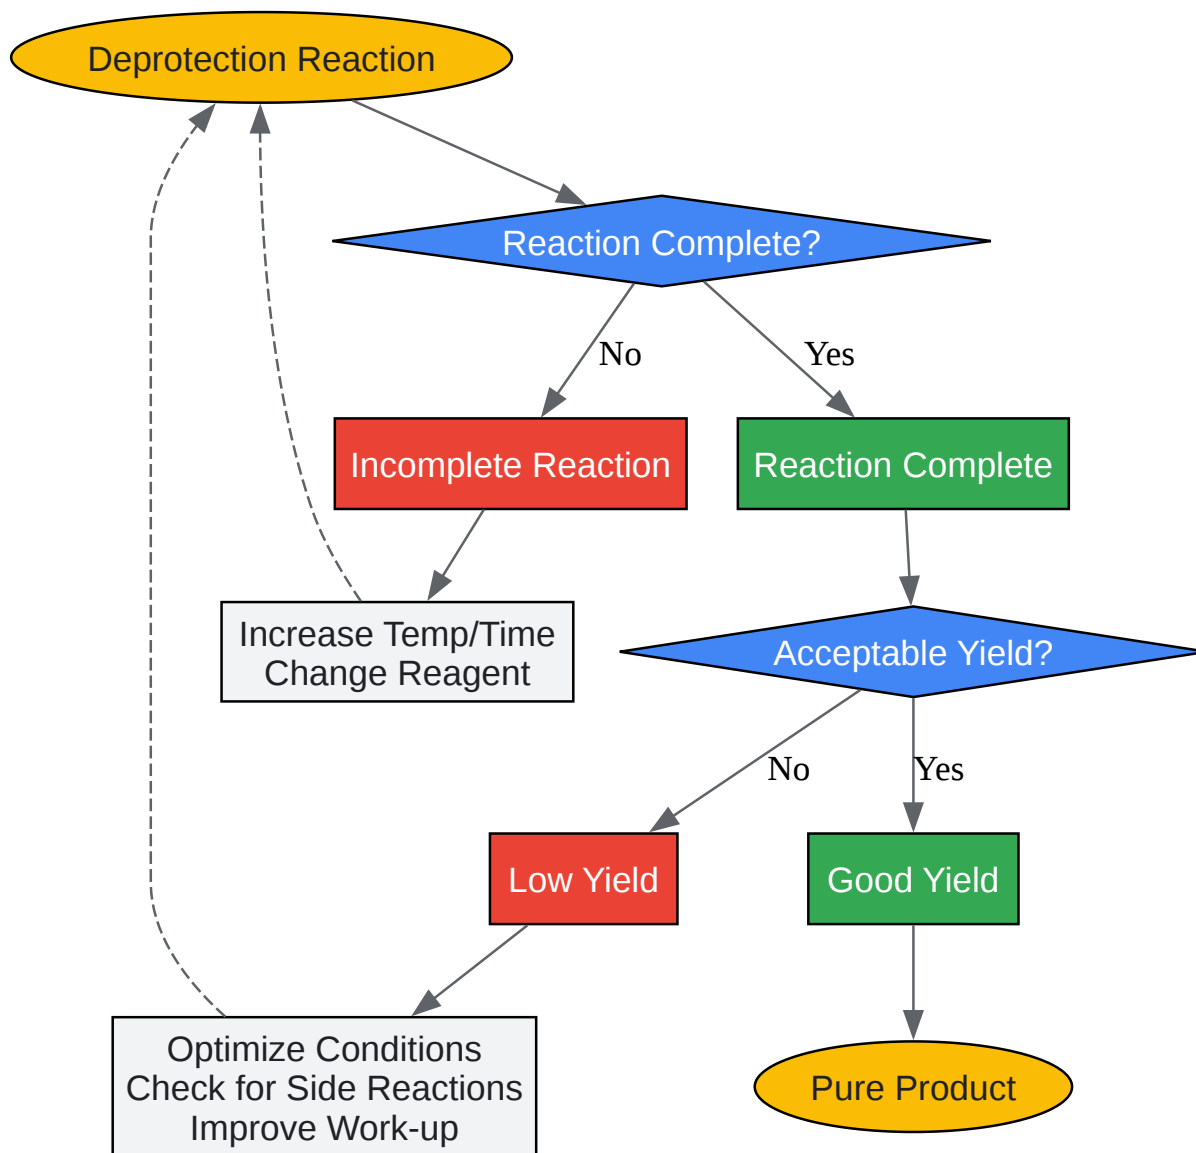 Deprotection Reaction
Reaction Complete?
No
Yes
Incomplete Reaction
Reaction Complete
Increase Temp/Time
Change Reagent
Acceptable Yield?
No
Yes
Low Yield
Good Yield
Optimize Conditions
Check for Side Reactions
Improve Work-up
Pure Product